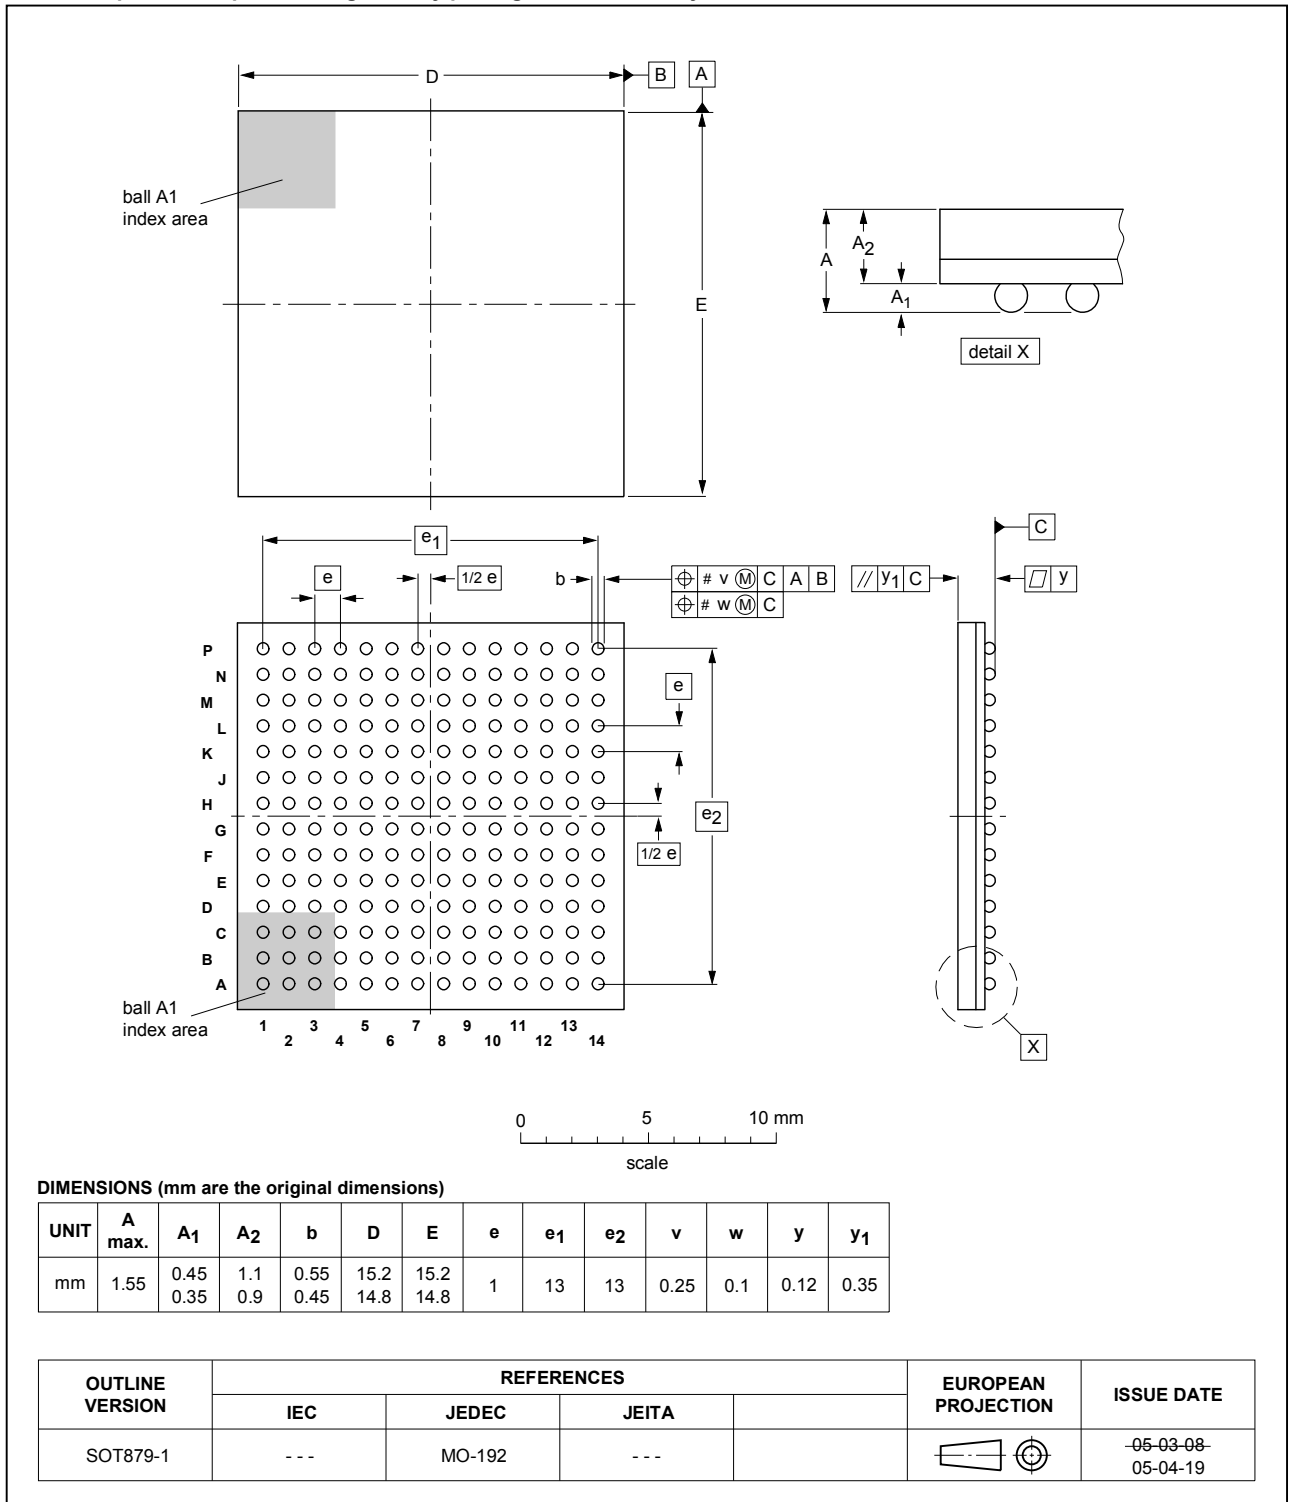 D
B
A
ball A1
index area
E
A
A2
A1
detail X
e1
e
1/2 e
b
⌖ # v Ⓜ C A B
⌖ # w Ⓜ C
// y1 C
C
▱ y
P
N
M
L
K
J
H
G
F
E
D
C
B
A
e
e2
1/2 e
ball A1
index area
1 3 5 7 9 11 13
2 4 6 8 10 12 14
X
0 5 10 mm
scale
DIMENSIONS (mm are the original dimensions)
UNIT A max. A1 A2 b D E e e1 e2 v w y y1
mm 1.55 0.45 0.35 1.1 0.9 0.55 0.45 15.2 14.8 15.2 14.8 1 13 13 0.25 0.1 0.12 0.35
OUTLINE VERSION REFERENCES EUROPEAN PROJECTION ISSUE DATE
IEC JEDEC JEITA
SOT879-1 - - - MO-192 - - - 05-03-08
05-04-19